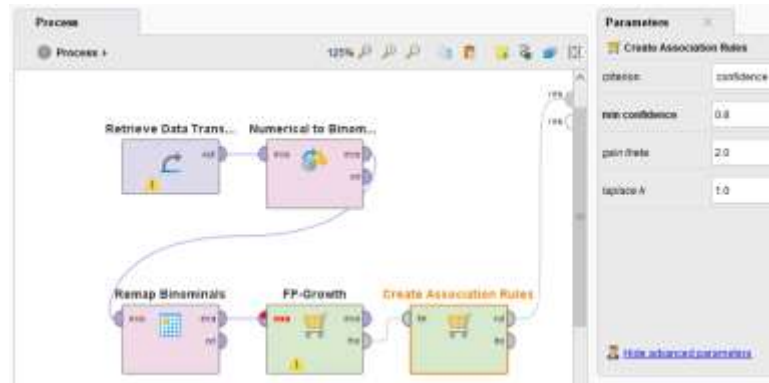 Process
Process
125%
Parameters
Create Association Rules
criterion
confidence
min confidence
0.8
gain theta
2.0
laplace k
1.0
Hide advanced parameters
Retrieve Data Trans...
Numerical to Binom...
out
exa
exa
ori
res
res
Remap Binominals
FP-Growth
Create Association Rules
exa
exa
ori
exa
exa
fre
ite
rul
ite